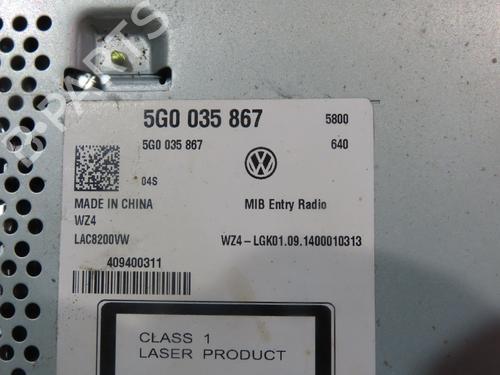 5G0 035 867 5800
5G0 035 867 640
04S
MADE IN CHINA MIB Entry Radio
WZ4
LAC8200VW WZ4-LGK01.09.1400010313
409400311
CLASS 1
LASER PRODUCT
B-PARTS